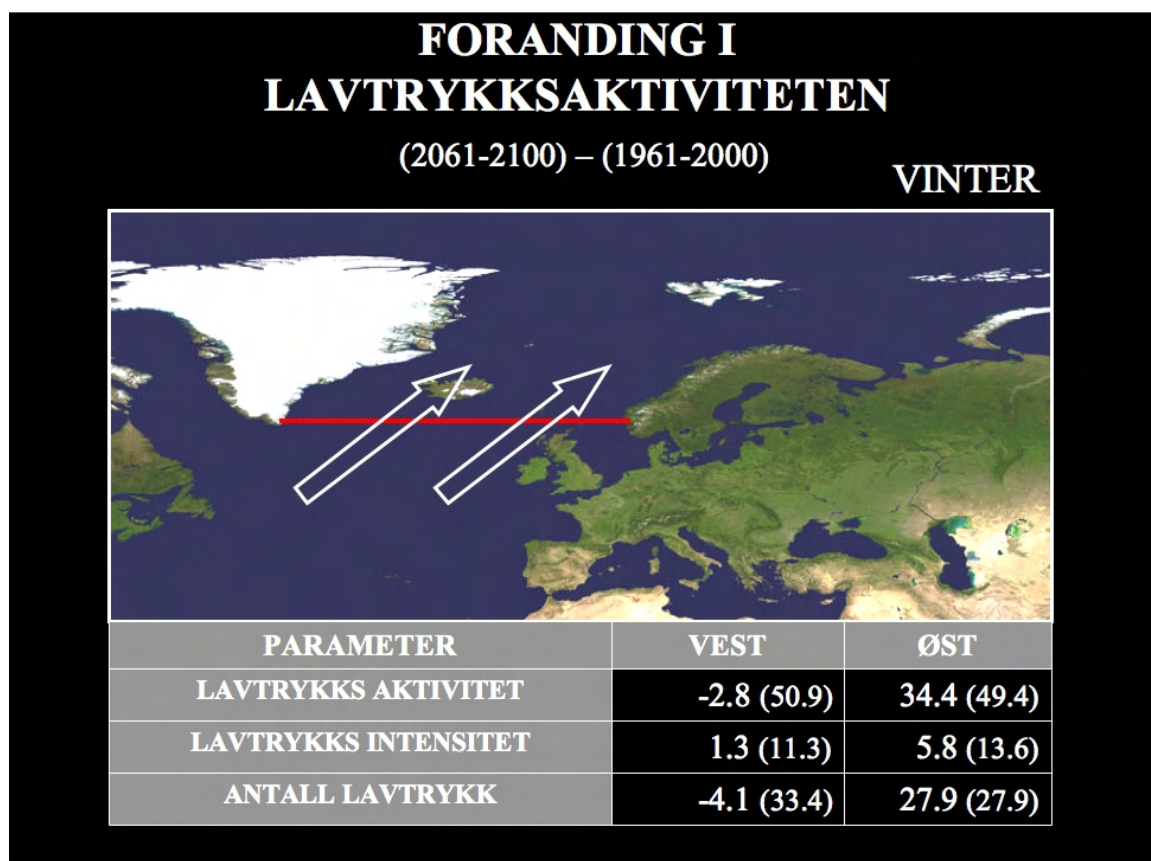 FORANDING I
LAVTRYKKSAKTIVITETEN
(2061-2100) – (1961-2000)
VINTER
PARAMETER VEST ØST
LAVTRYKKS AKTIVITET -2.8 (50.9) 34.4 (49.4)
LAVTRYKKS INTENSITET 1.3 (11.3) 5.8 (13.6)
ANTALL LAVTRYKK -4.1 (33.4) 27.9 (27.9)